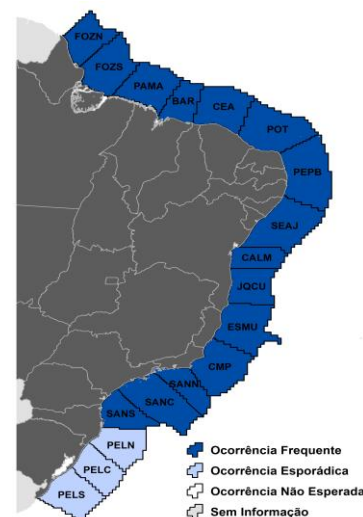 FOZN
FOZS
PAMA
BAR
CEA
POT
PEPB
SEAJ
CALM
JQCU
ESMU
CMP
SANN
SANC
SANS
PELN
PELC
PELS
Ocorrência Frequente
Ocorrência Esporádica
Ocorrência Não Esperada
Sem Informação